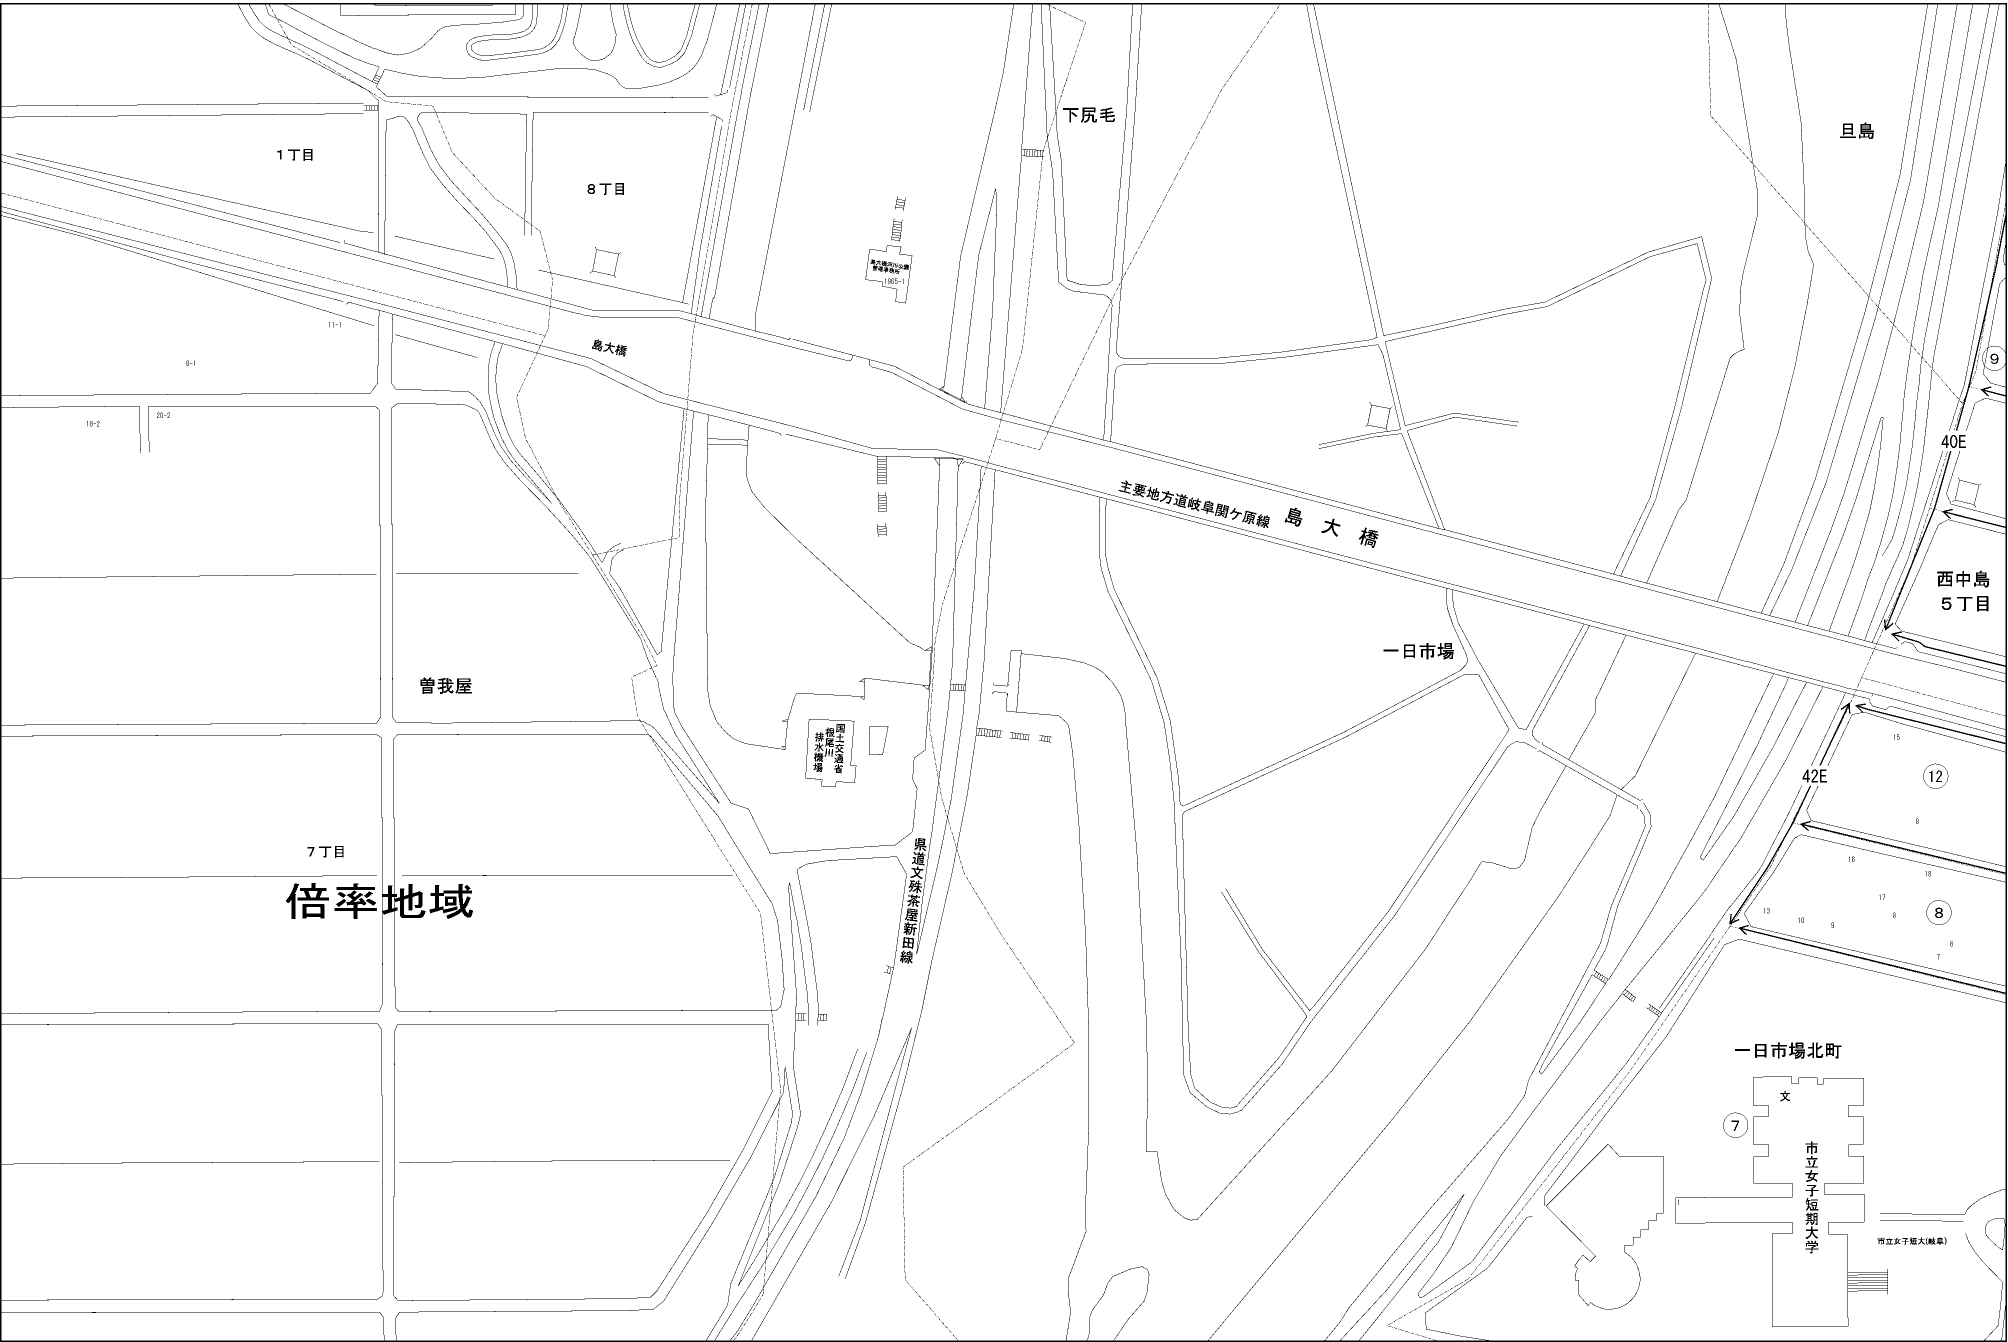 下尻毛
旦島
1丁目
8丁目
1865-1
11-1
島大橋
9-1
9
18-2
20-2
40E
主要地方道岐阜関ケ原線
島大橋
西中島
5丁目
一日市場
曽我屋
国土交通省
根尾川
排水機場
15
42E
12
8
7丁目
16
18
県道文殊茶屋新田線
倍率地域
17
13
10
9
8
8
6
7
一日市場北町
文
7
市立女子短期大学
1
市立女子短大(岐阜)